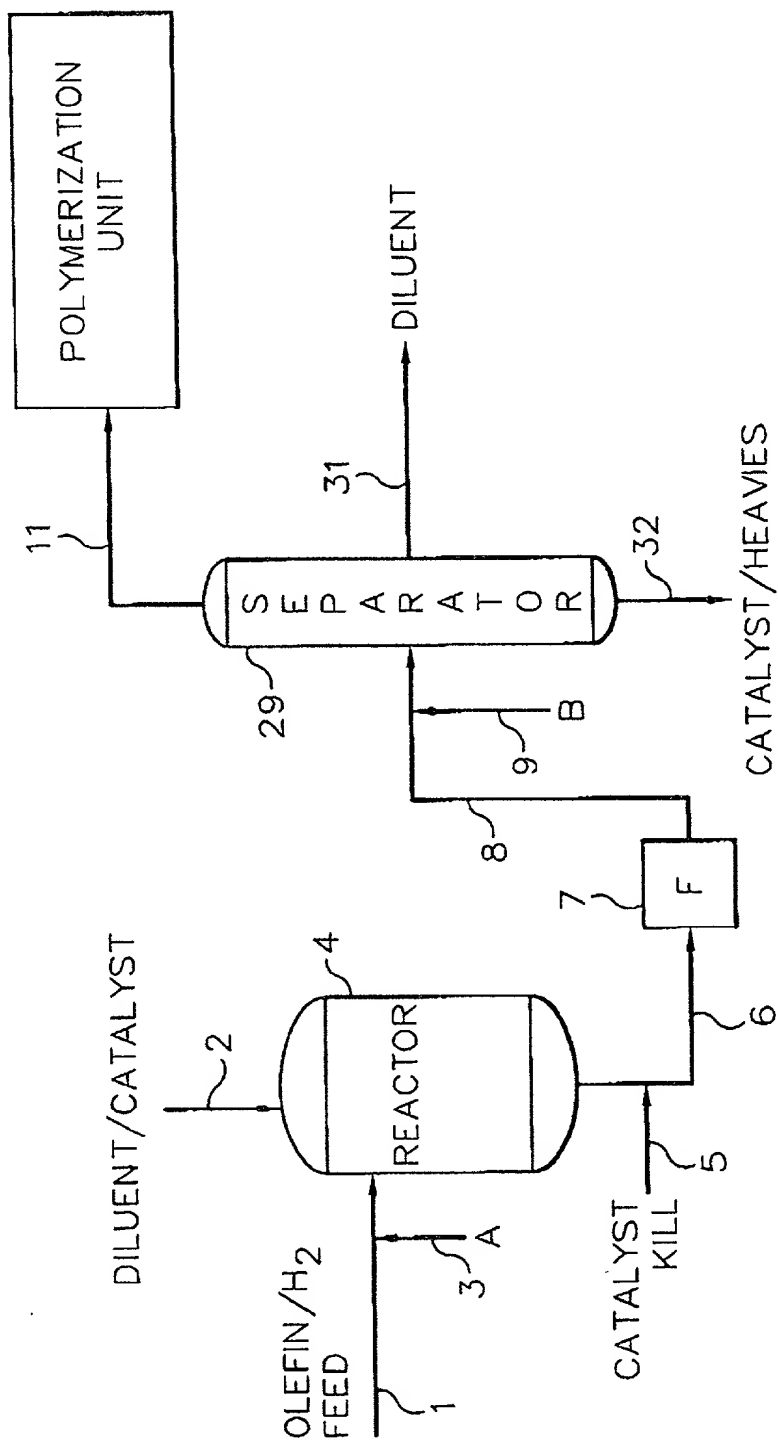 POLYMERIZATION
UNIT
11
DILUENT
31
SEPARATOR
29
32
CATALYST/HEAVIES
9
B
8
7
F
6
DILUENT/CATALYST
2
4
REACTOR
OLEFIN/H2
FEED
1
3
A
5
CATALYST
KILL